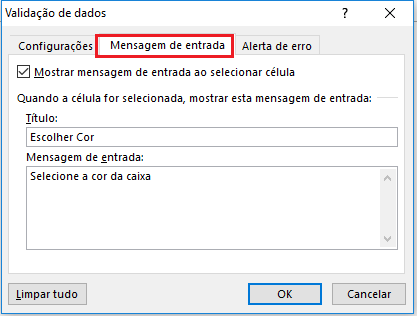 Validação de dados
?
Configurações
Mensagem de entrada
Alerta de erro
Mostrar mensagem de entrada ao selecionar célula
Quando a célula for selecionada, mostrar esta mensagem de entrada:
Título:
Escolher Cor
Mensagem de entrada:
Selecione a cor da caixa
Limpar tudo
OK
Cancelar